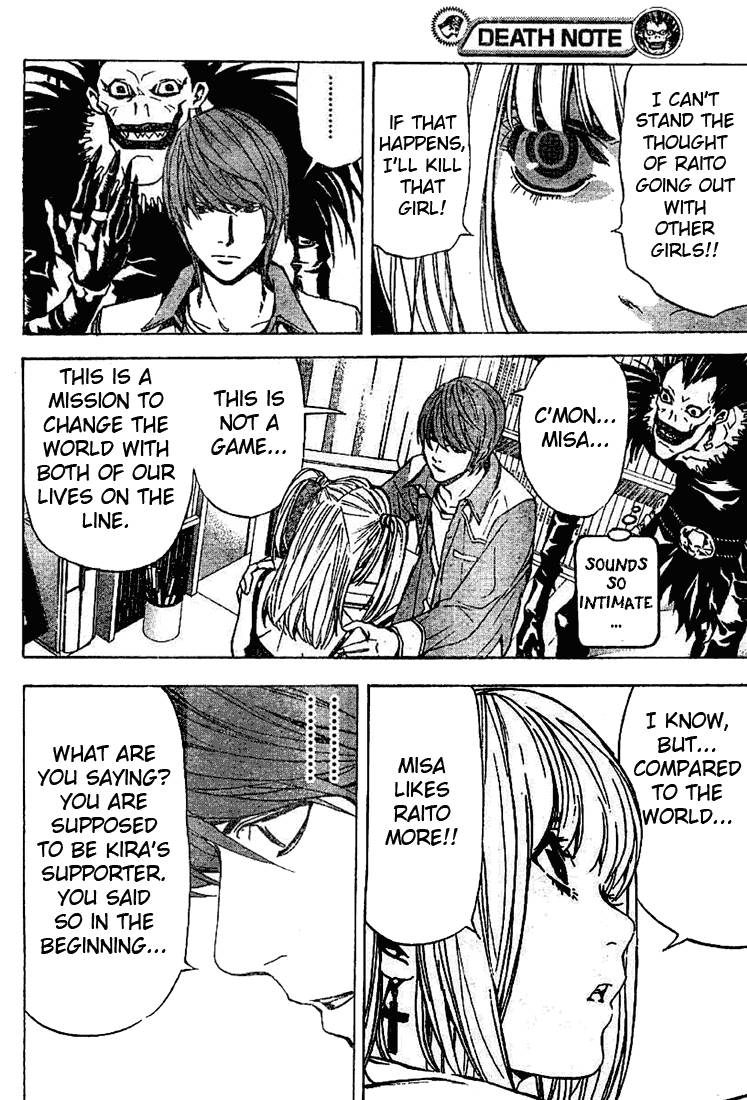 DEATH NOTE
I CAN'T
STAND THE
THOUGHT
OF RAITO
GOING OUT
WITH
OTHER
GIRLS!!
IF THAT
HAPPENS,
I'LL KILL
THAT
GIRL!
.........
C'MON...
MISA...
SOUNDS
SO
INTIMATE
...
THIS IS
NOT A
GAME...
THIS IS A
MISSION TO
CHANGE THE
WORLD WITH
BOTH OF OUR
LIVES ON THE
LINE.
I KNOW,
BUT...
COMPARED
TO THE
WORLD...
MISA
LIKES
RAITO
MORE!!
..................
WHAT ARE
YOU SAYING?
YOU ARE
SUPPOSED
TO BE KIRA'S
SUPPORTER.
YOU SAID
SO IN THE
BEGINNING...